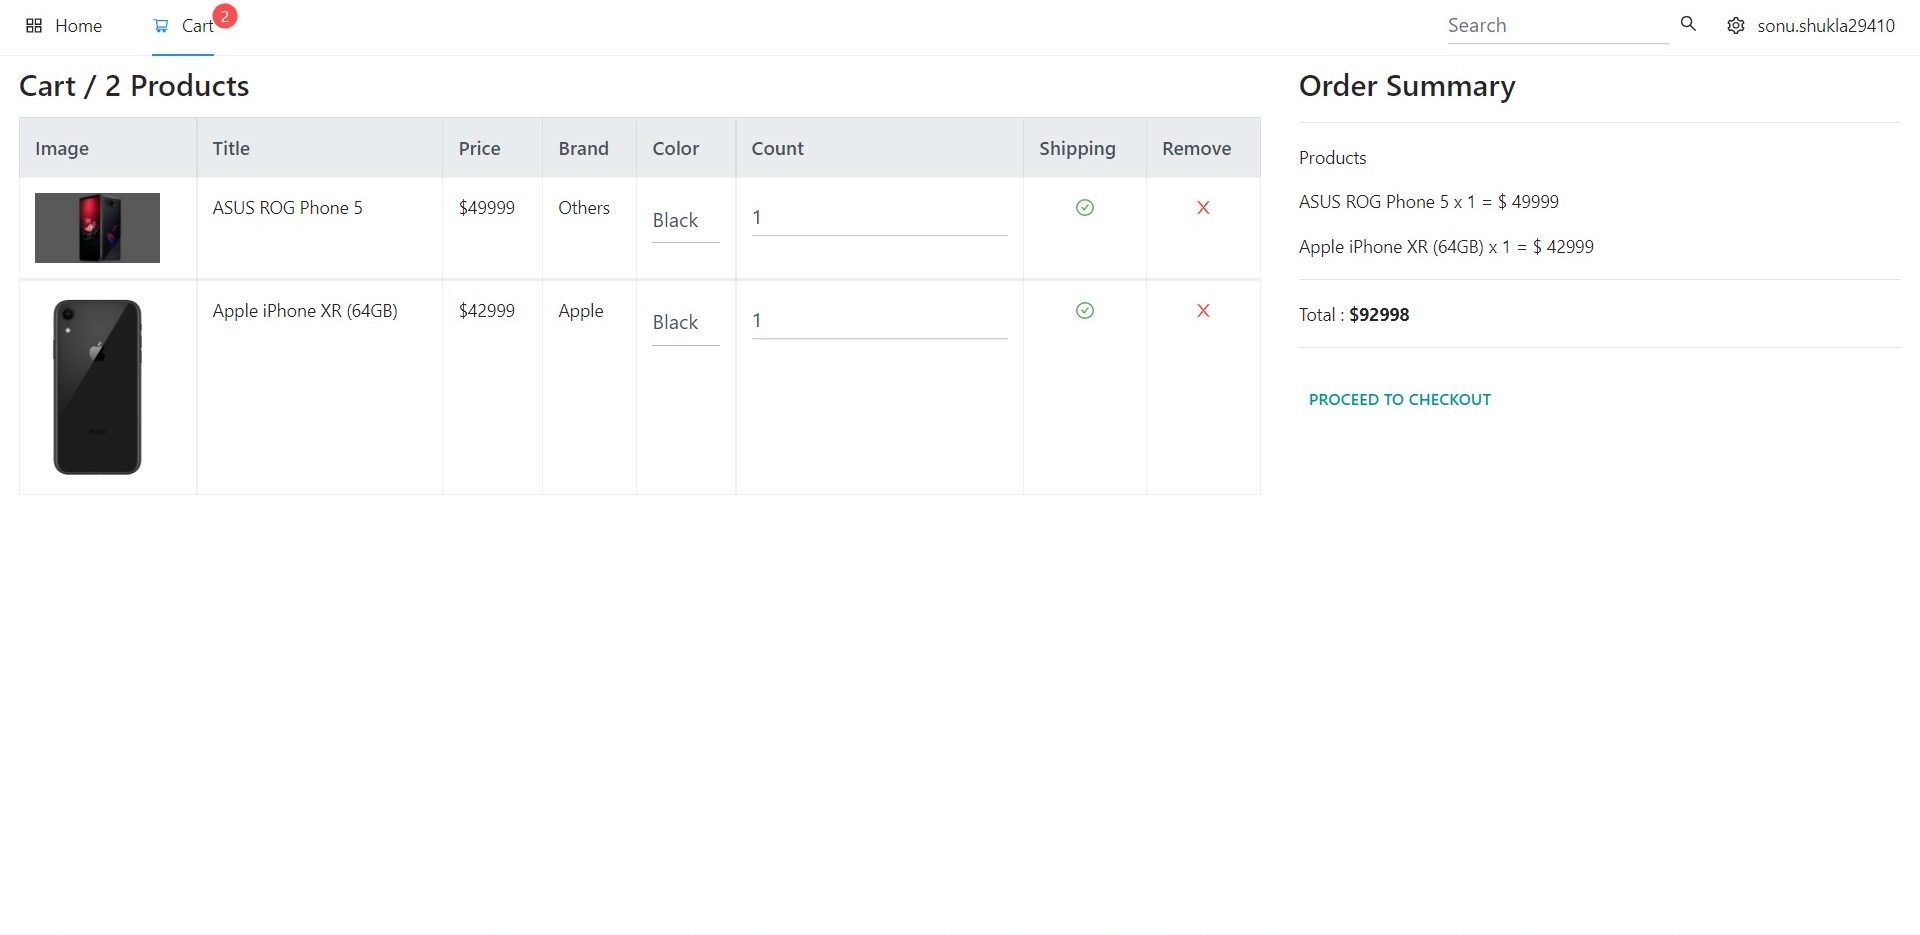 Home
Cart
2
Search
sonu.shukla29410
Cart / 2 Products
Image Title Price Brand Color Count Shipping Remove
ASUS ROG Phone 5 $49999 Others Black 1 X
Apple iPhone XR (64GB) $42999 Apple Black 1 X
Order Summary
Products
ASUS ROG Phone 5 x 1 = $ 49999
Apple iPhone XR (64GB) x 1 = $ 42999
Total : $92998
PROCEED TO CHECKOUT